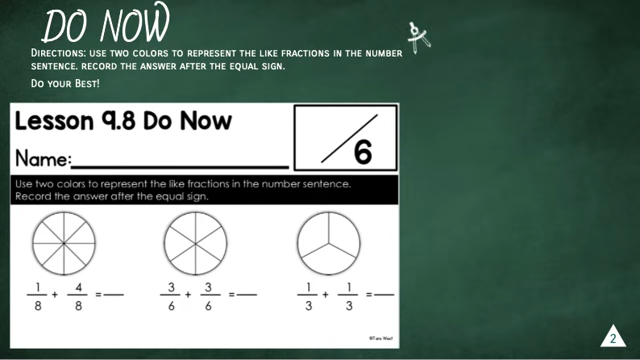 DO NOW
DIRECTIONS: USE TWO COLORS TO REPRESENT THE LIKE FRACTIONS IN THE NUMBER
SENTENCE. RECORD THE ANSWER AFTER THE EQUAL SIGN.
DO YOUR BEST!
Lesson 9.8 Do Now
/6
Name:
Use two colors to represent the like fractions in the number sentence.
Record the answer after the equal sign.
1/8 + 4/8 = __ 3/6 + 3/6 = __ 1/3 + 1/3 = __
©Tara West
2